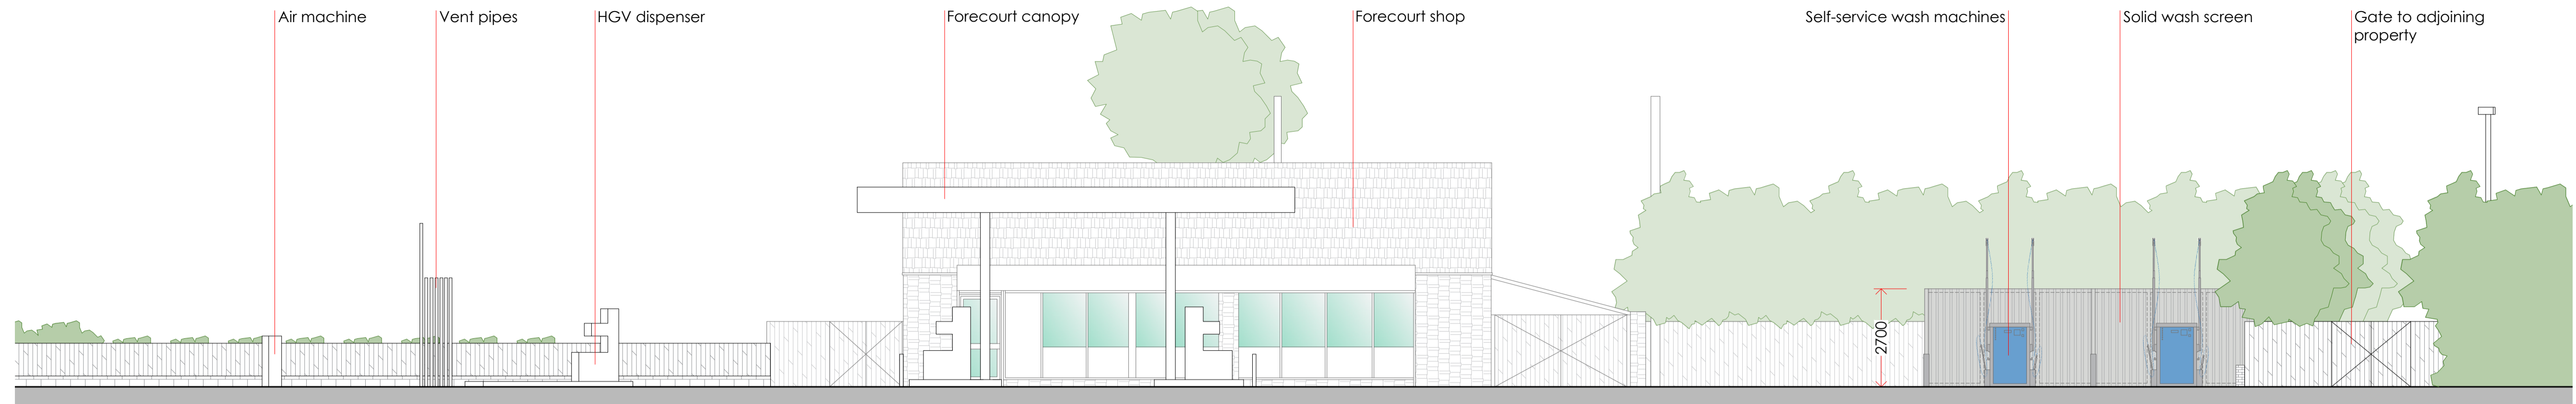 Air machine
Vent pipes
HGV dispenser
Forecourt canopy
Forecourt shop
Self-service wash machines
Solid wash screen
Gate to adjoining
property
2700